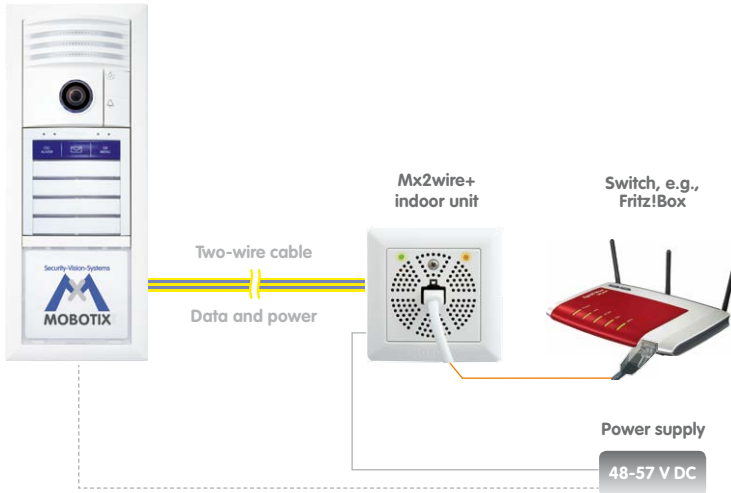 Security-Vision-Systems
MOBOTIX
Two-wire cable
Data and power
Mx2wire+
indoor unit
Switch, e.g.,
Fritz!Box
Power supply
48-57 V DC